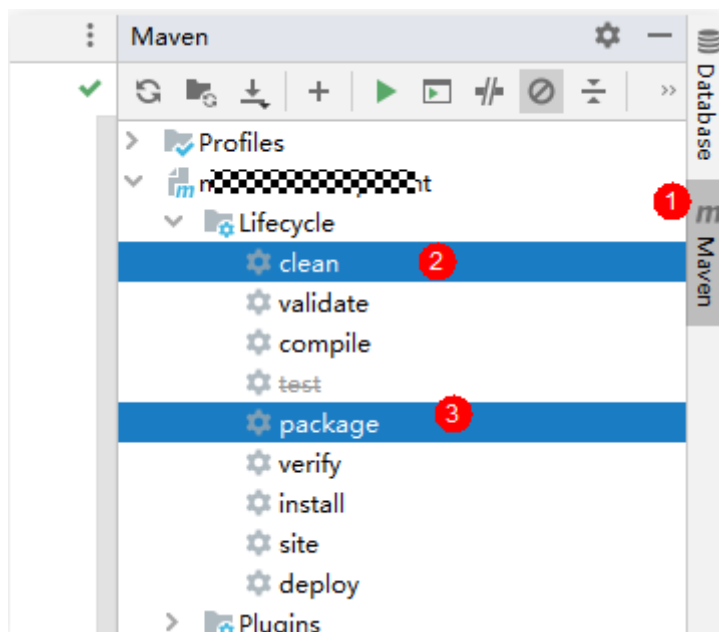 Maven
Database
Profiles
1
Maven
Lifecycle
clean 2
validate
compile
test
package 3
verify
install
site
deploy
Plugins